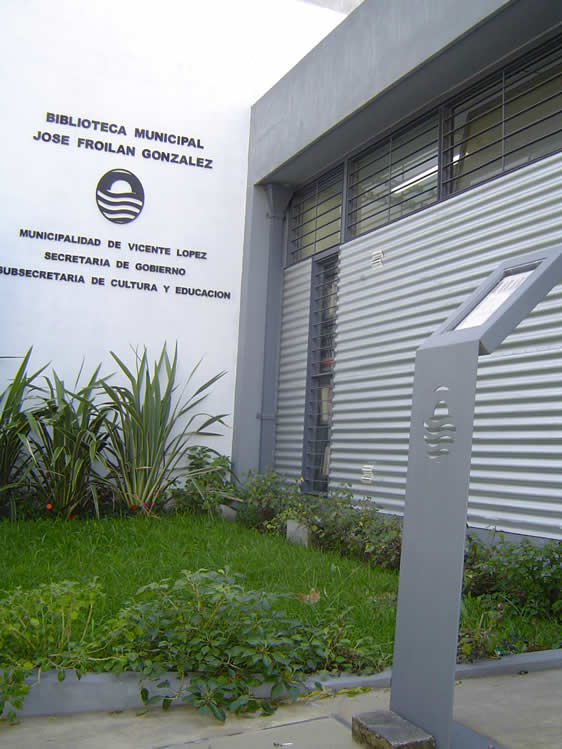 BIBLIOTECA MUNICIPAL
JOSE FROILAN GONZALEZ
MUNICIPALIDAD DE VICENTE LOPEZ
SECRETARIA DE GOBIERNO
SUBSECRETARIA DE CULTURA Y EDUCACION